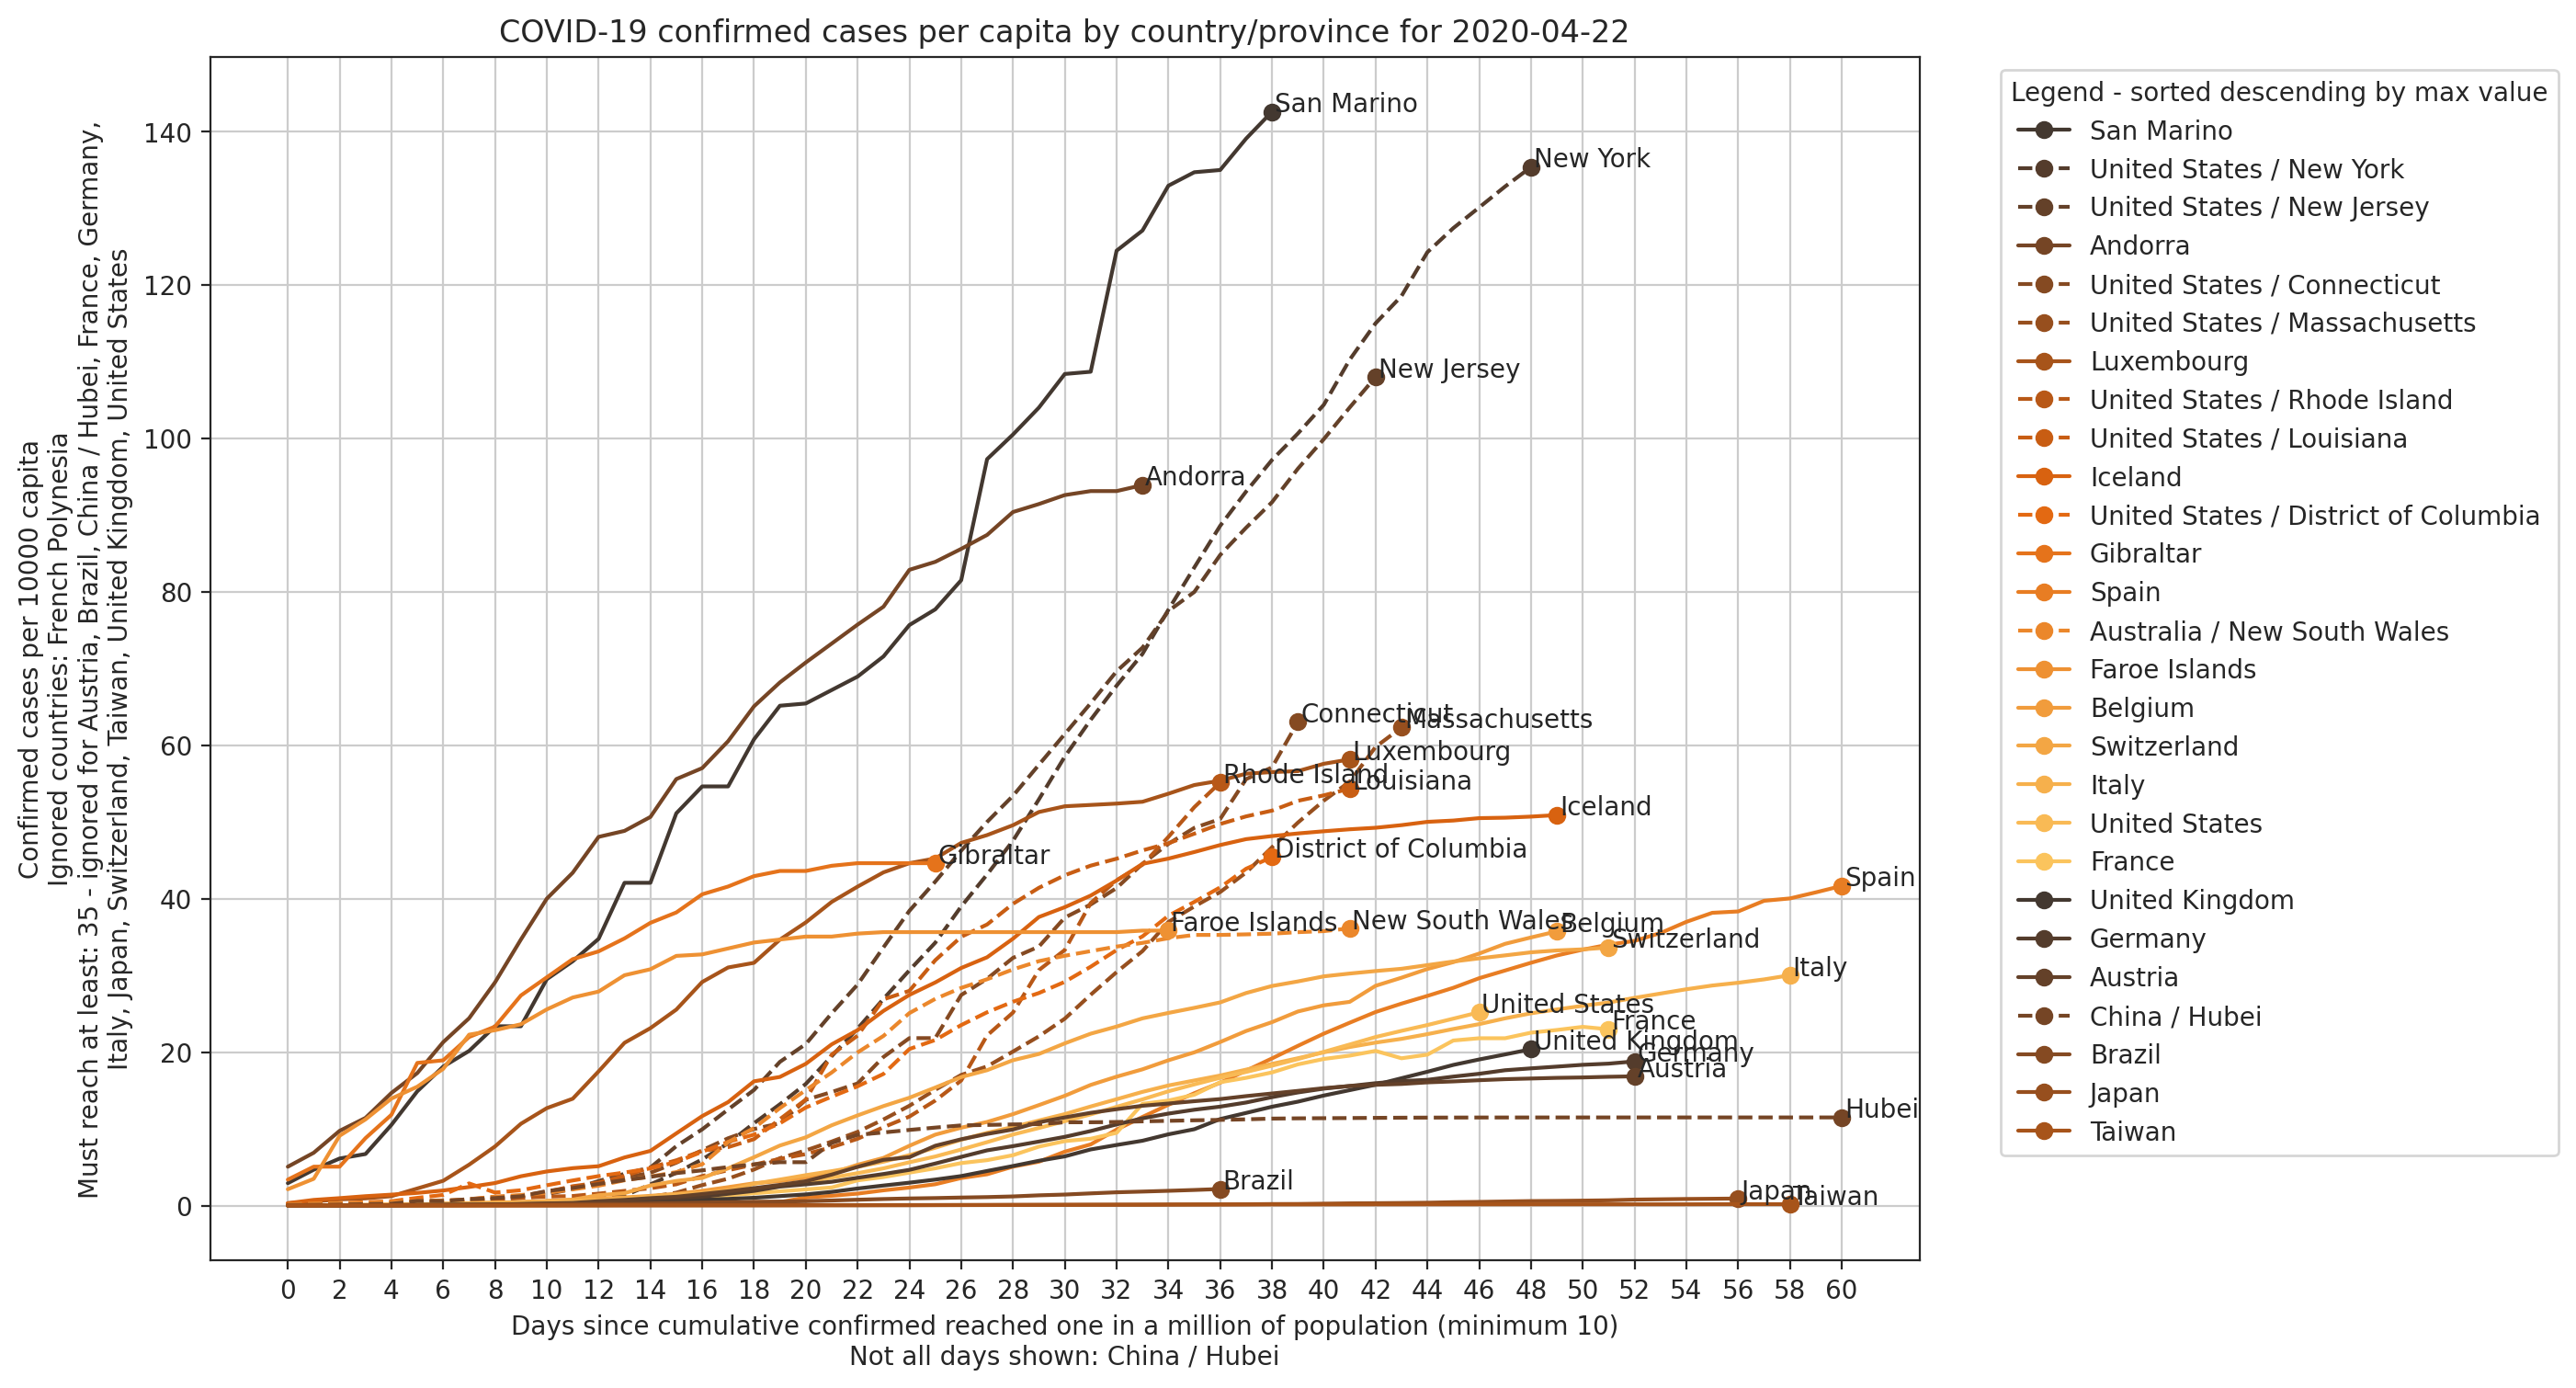 COVID-19 confirmed cases per capita by country/province for 2020-04-22
Confirmed cases per 10000 capita
Ignored countries: French Polynesia
Must reach at least: 35 - ignored for Austria, Brazil, China / Hubei, France, Germany,
Italy, Japan, Switzerland, Taiwan, United Kingdom, United States
140
120
100
80
60
40
20
0
San Marino
New York
New Jersey
Andorra
Connecticut
Massachusetts
Luxembourg
Rhode Island
Louisiana
Iceland
Gibraltar
District of Columbia
Spain
Faroe Islands
New South Wales
Belgium
Switzerland
Italy
United States
France
United Kingdom
Germany
Austria
Hubei
Brazil
Japan
Taiwan
0 2 4 6 8 10 12 14 16 18 20 22 24 26 28 30 32 34 36 38 40 42 44 46 48 50 52 54 56 58 60
Days since cumulative confirmed reached one in a million of population (minimum 10)
Not all days shown: China / Hubei
Legend - sorted descending by max value
San Marino
United States / New York
United States / New Jersey
Andorra
United States / Connecticut
United States / Massachusetts
Luxembourg
United States / Rhode Island
United States / Louisiana
Iceland
United States / District of Columbia
Gibraltar
Spain
Australia / New South Wales
Faroe Islands
Belgium
Switzerland
Italy
United States
France
United Kingdom
Germany
Austria
China / Hubei
Brazil
Japan
Taiwan